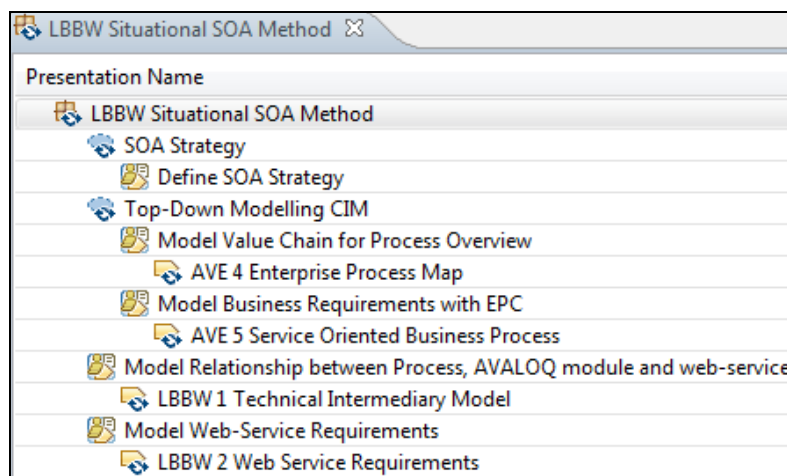 LBBW Situational SOA Method
Presentation Name
LBBW Situational SOA Method
SOA Strategy
Define SOA Strategy
Top-Down Modelling CIM
Model Value Chain for Process Overview
AVE 4 Enterprise Process Map
Model Business Requirements with EPC
AVE 5 Service Oriented Business Process
Model Relationship between Process, AVALOQ module and web-service
LBBW 1 Technical Intermediary Model
Model Web-Service Requirements
LBBW 2 Web Service Requirements